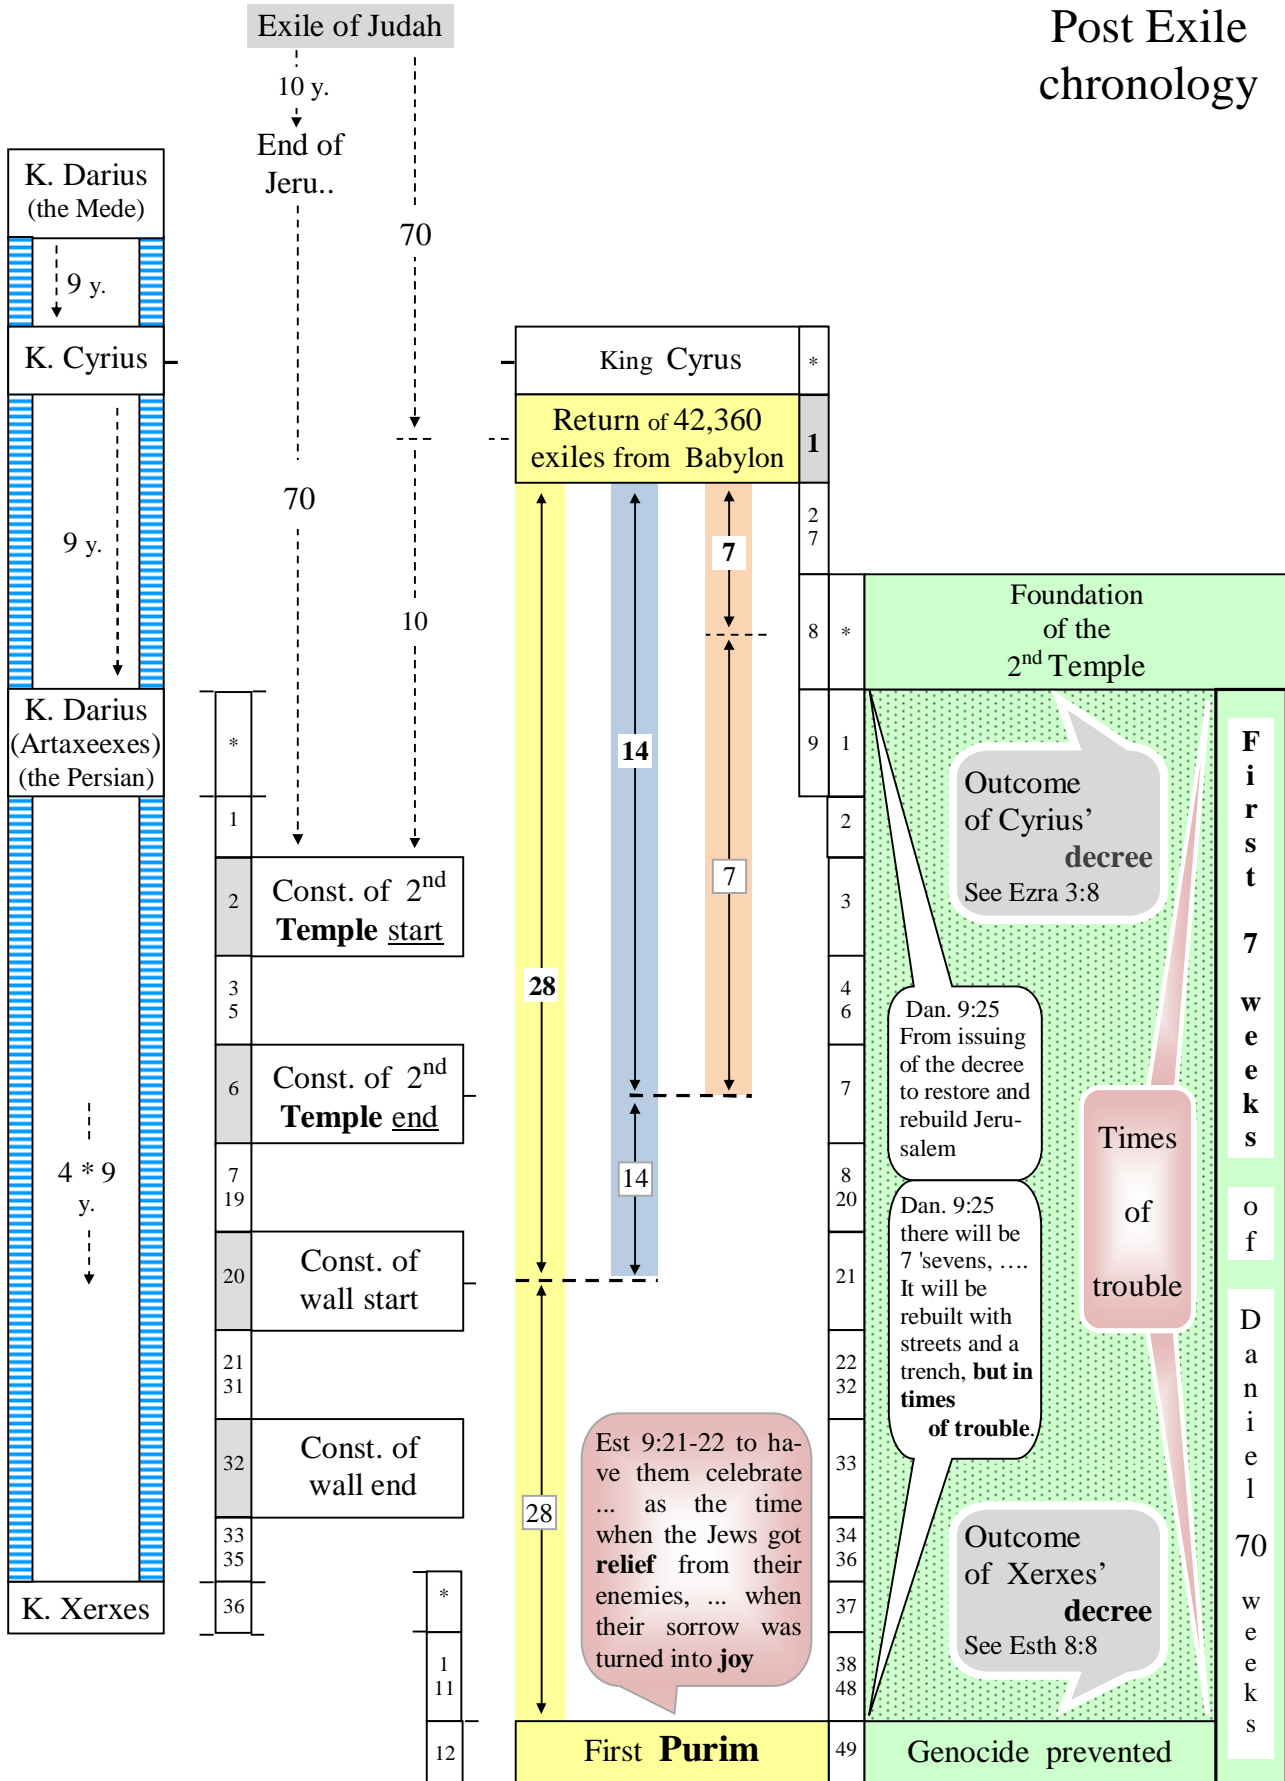 Exile of Judah
Post Exile
chronology
10 y.
End of
Jeru..
70
70
10
K. Darius
(the Mede)
9 y.
K. Cyrius
9 y.
K. Darius
(Artaxeexes)
(the Persian)
4 * 9
y.
K. Xerxes
*
1
2
3
5
6
7
19
20
21
31
32
33
35
36
Const. of 2nd
Temple start
Const. of 2nd
Temple end
Const. of
wall start
Const. of
wall end
*
1
11
12
King Cyrus
*
Return of 42,360
exiles from Babylon
1
2
7
8
9
28
14
7
7
14
28
Est 9:21-22 to ha-
ve them celebrate
... as the time
when the Jews got
relief from their
enemies, ... when
their sorrow was
turned into joy
First Purim
*
1
2
3
4
6
7
8
20
21
22
32
33
34
36
37
38
48
49
Foundation
of the
2nd Temple
Outcome
of Cyrius’
decree
See Ezra 3:8
Dan. 9:25
From issuing
of the decree
to restore and
rebuild Jeru-
salem
Dan. 9:25
there will be
7 'sevens, ….
It will be
rebuilt with
streets and a
trench, but in
times
of trouble.
Times
of
trouble
Outcome
of Xerxes’
decree
See Esth 8:8
Genocide prevented
First 7 weeks of Daniel 70 weeks